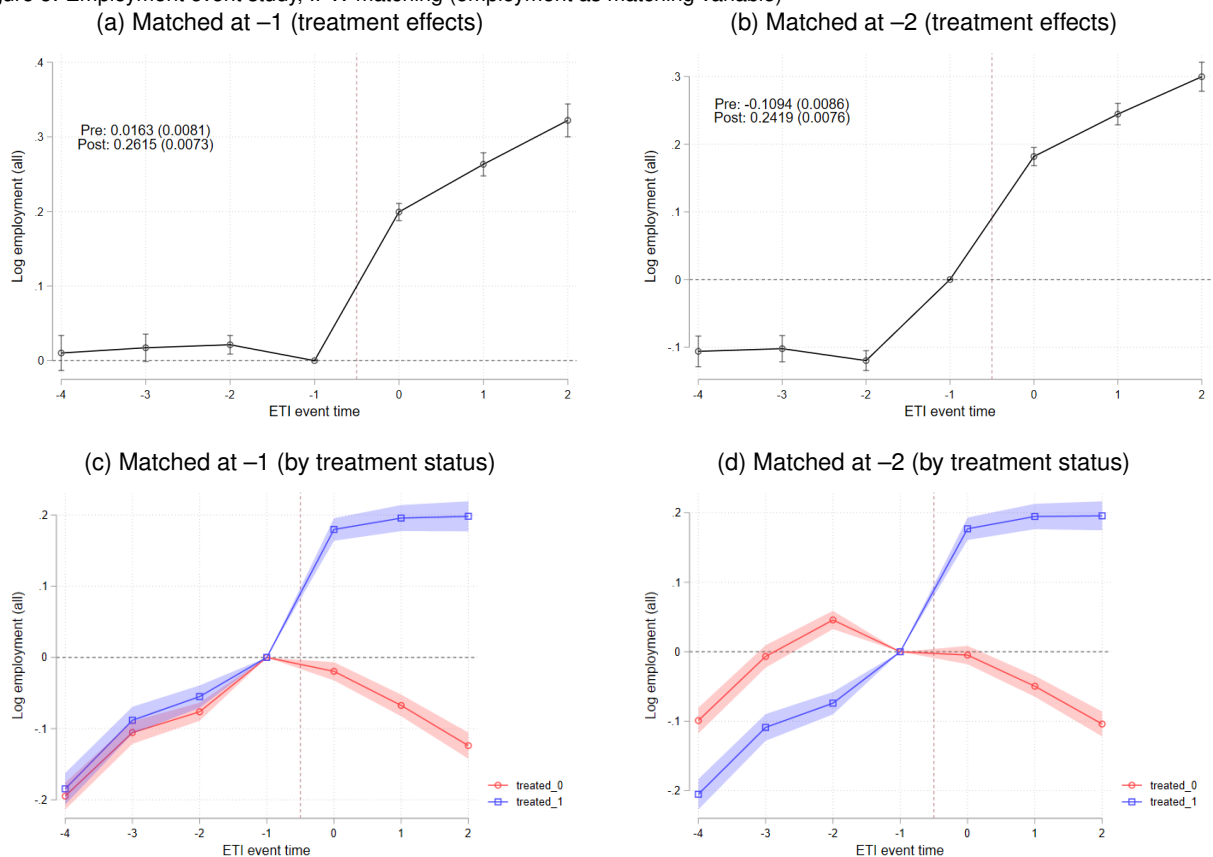 (a) Matched at –1 (treatment effects)
.4
.3
.2
.1
0
Log employment (all)
Pre: 0.0163 (0.0081)
Post: 0.2615 (0.0073)
-4 -3 -2 -1 0 1 2
ETI event time
(b) Matched at –2 (treatment effects)
.3
.2
.1
0
-.1
Log employment (all)
Pre: -0.1094 (0.0086)
Post: 0.2419 (0.0076)
-4 -3 -2 -1 0 1 2
ETI event time
(c) Matched at –1 (by treatment status)
.2
.1
0
-.1
-.2
Log employment (all)
treated_0
treated_1
-4 -3 -2 -1 0 1 2
ETI event time
(d) Matched at –2 (by treatment status)
.2
.1
0
-.1
-.2
Log employment (all)
treated_0
treated_1
-4 -3 -2 -1 0 1 2
ETI event time